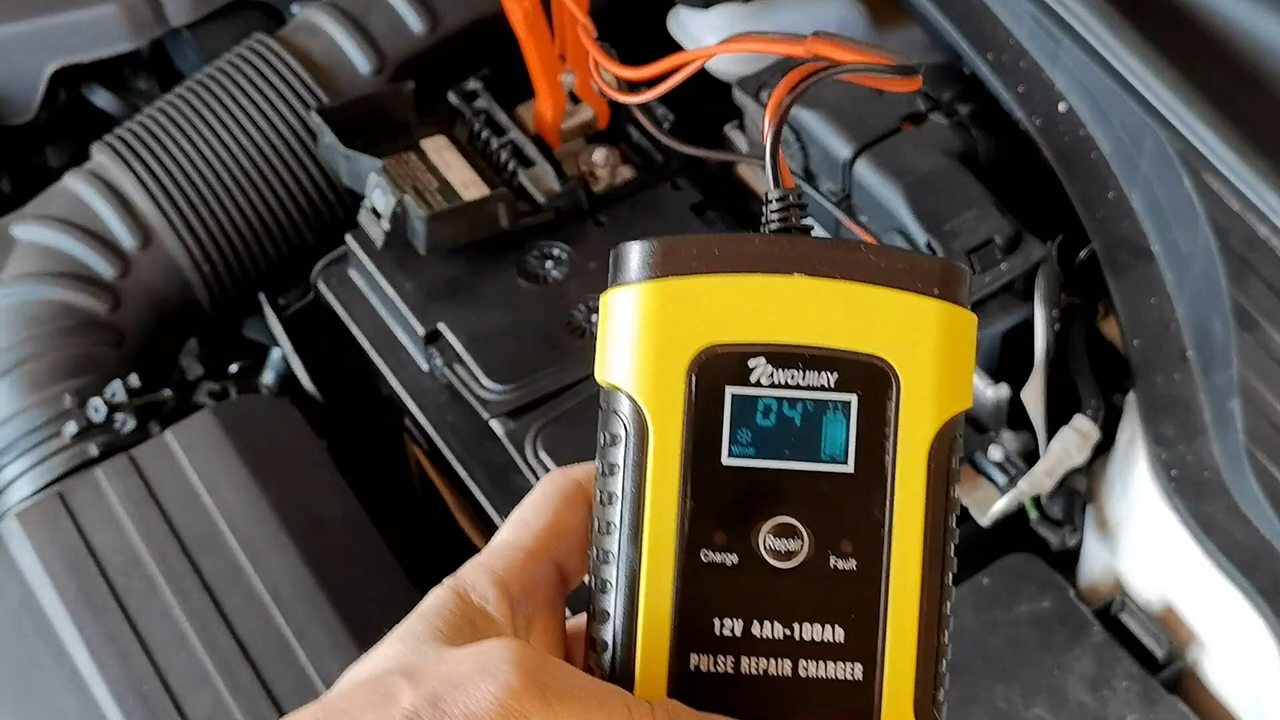 NWOUIIAY
04°
Charge
Repair
Fault
12V 4Ah-100Ah
PULSE REPAIR CHARGER